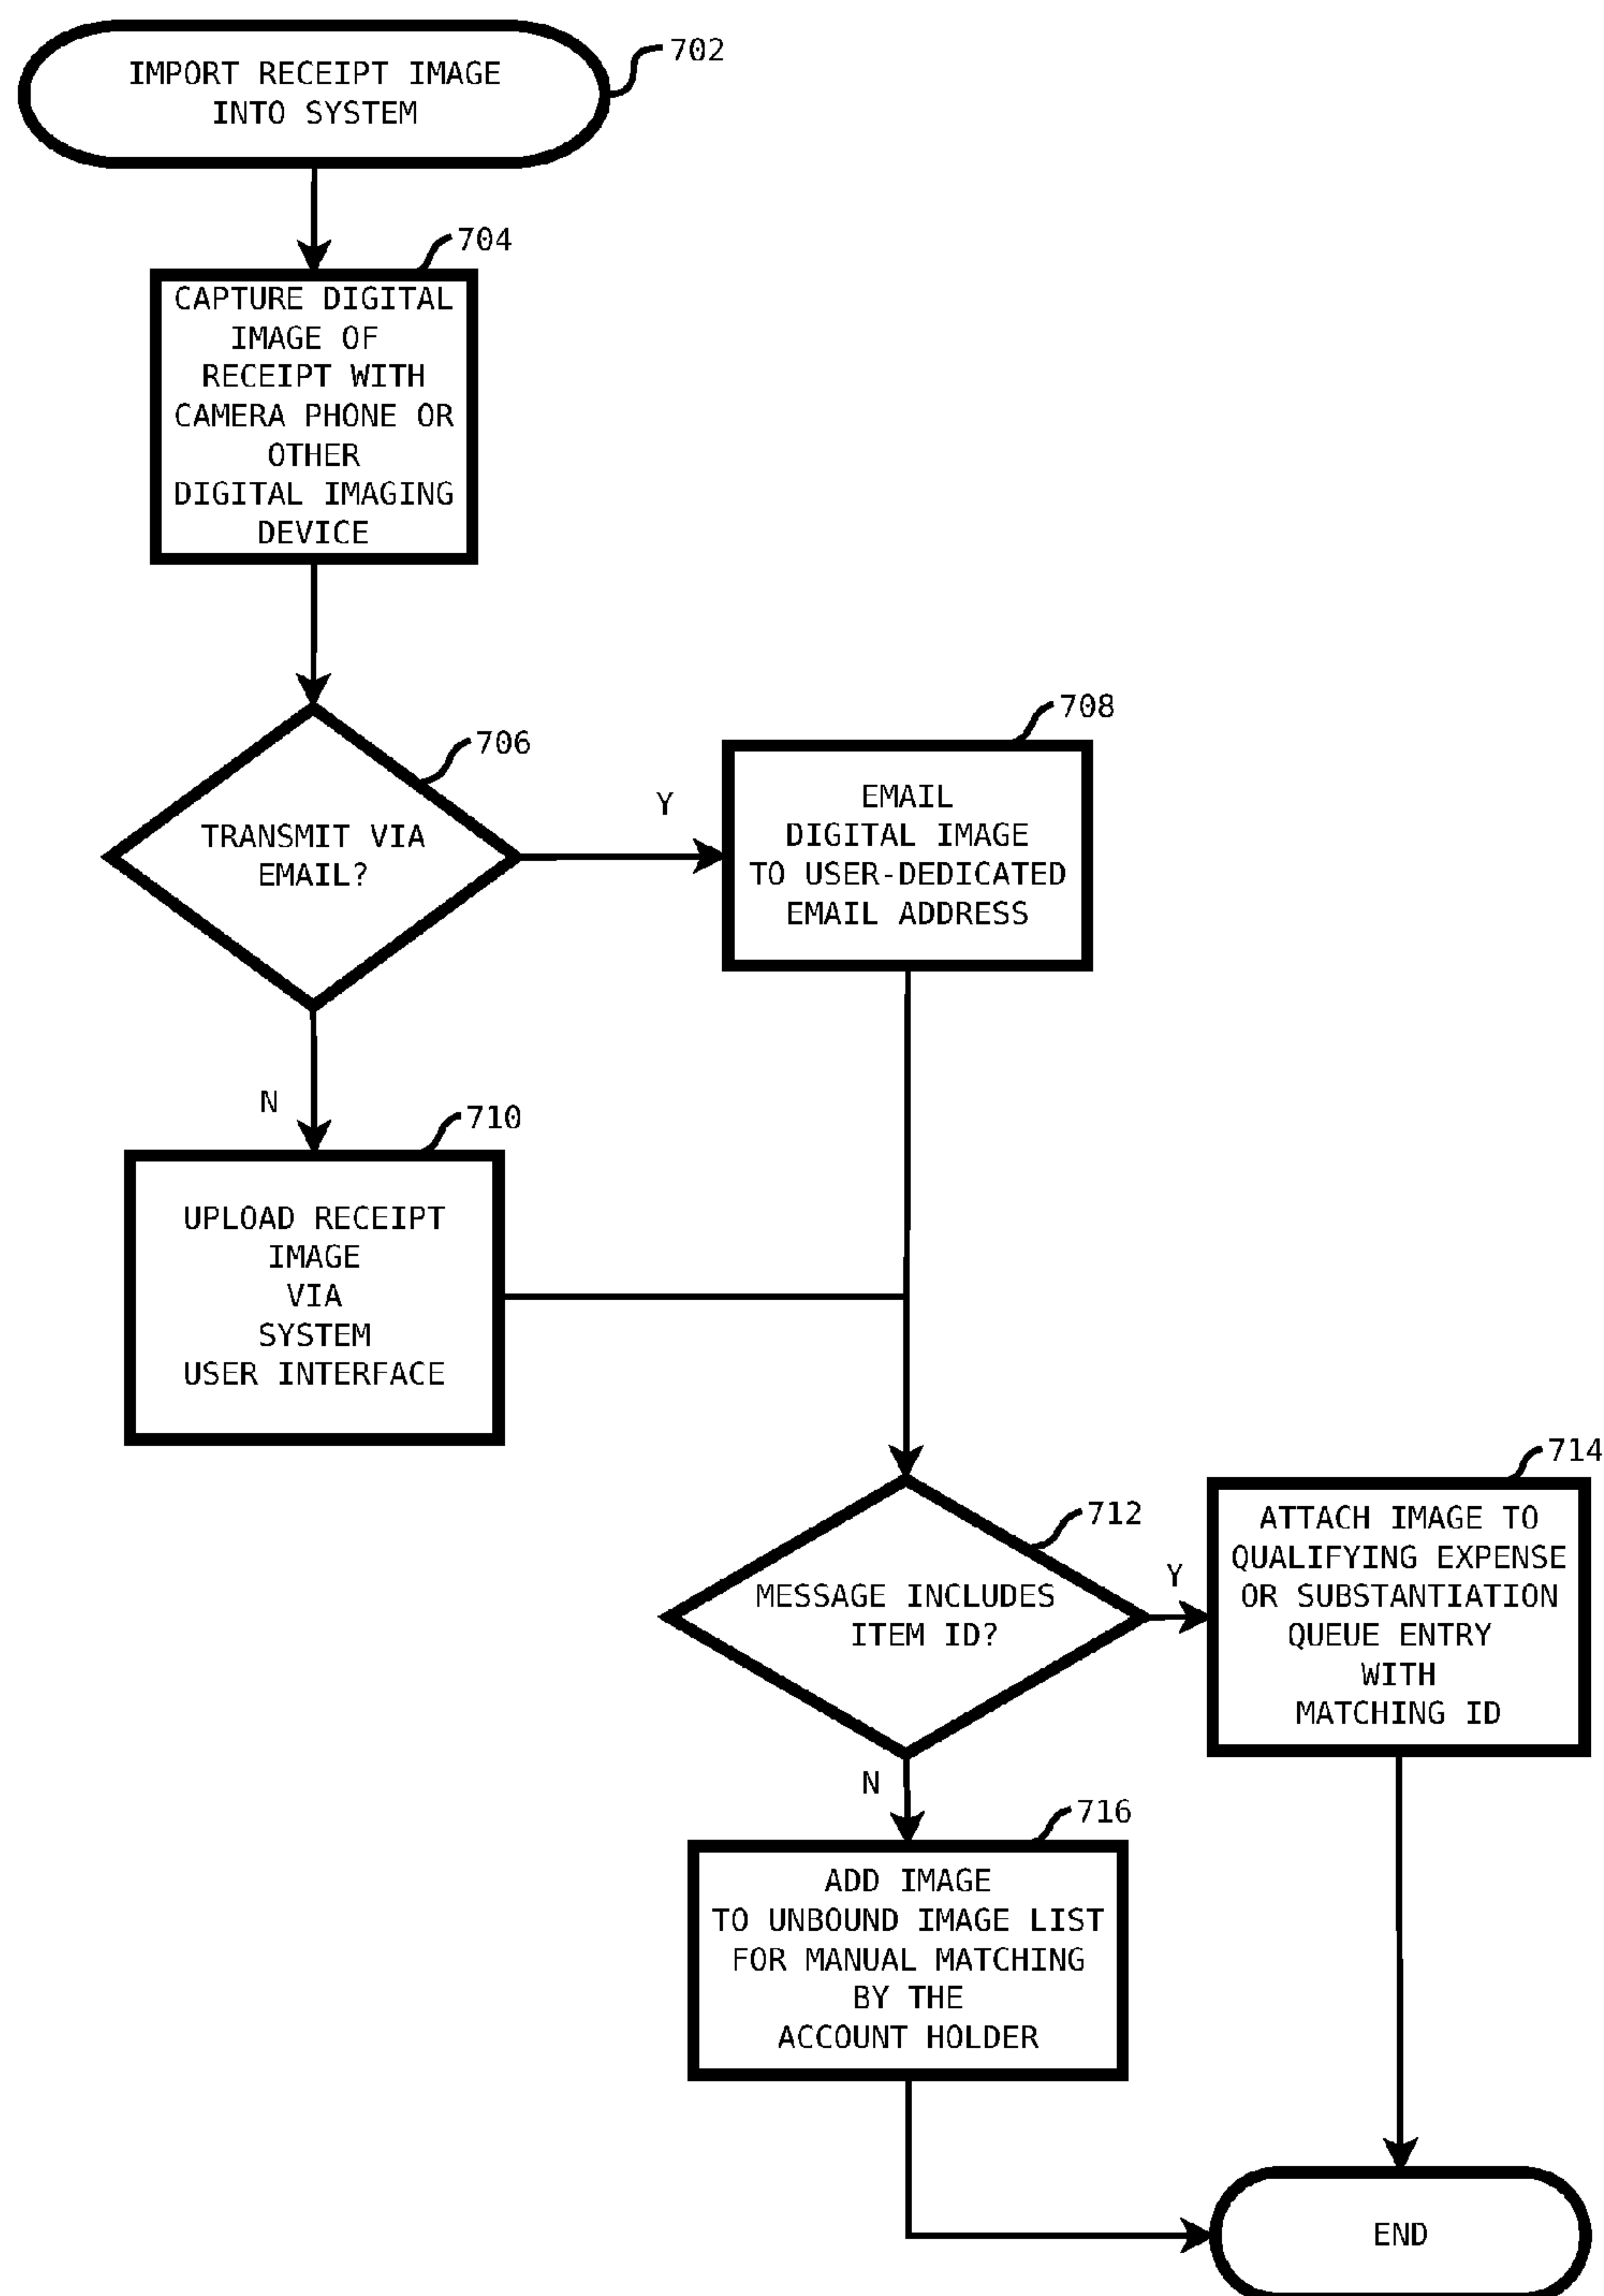 IMPORT RECEIPT IMAGE
INTO SYSTEM
702
704
CAPTURE DIGITAL
IMAGE OF
RECEIPT WITH
CAMERA PHONE OR
OTHER
DIGITAL IMAGING
DEVICE
706
TRANSMIT VIA
EMAIL?
Y
708
EMAIL
DIGITAL IMAGE
TO USER-DEDICATED
EMAIL ADDRESS
N
710
UPLOAD RECEIPT
IMAGE
VIA
SYSTEM
USER INTERFACE
712
MESSAGE INCLUDES
ITEM ID?
Y
714
ATTACH IMAGE TO
QUALIFYING EXPENSE
OR SUBSTANTIATION
QUEUE ENTRY
WITH
MATCHING ID
N
716
ADD IMAGE
TO UNBOUND IMAGE LIST
FOR MANUAL MATCHING
BY THE
ACCOUNT HOLDER
END